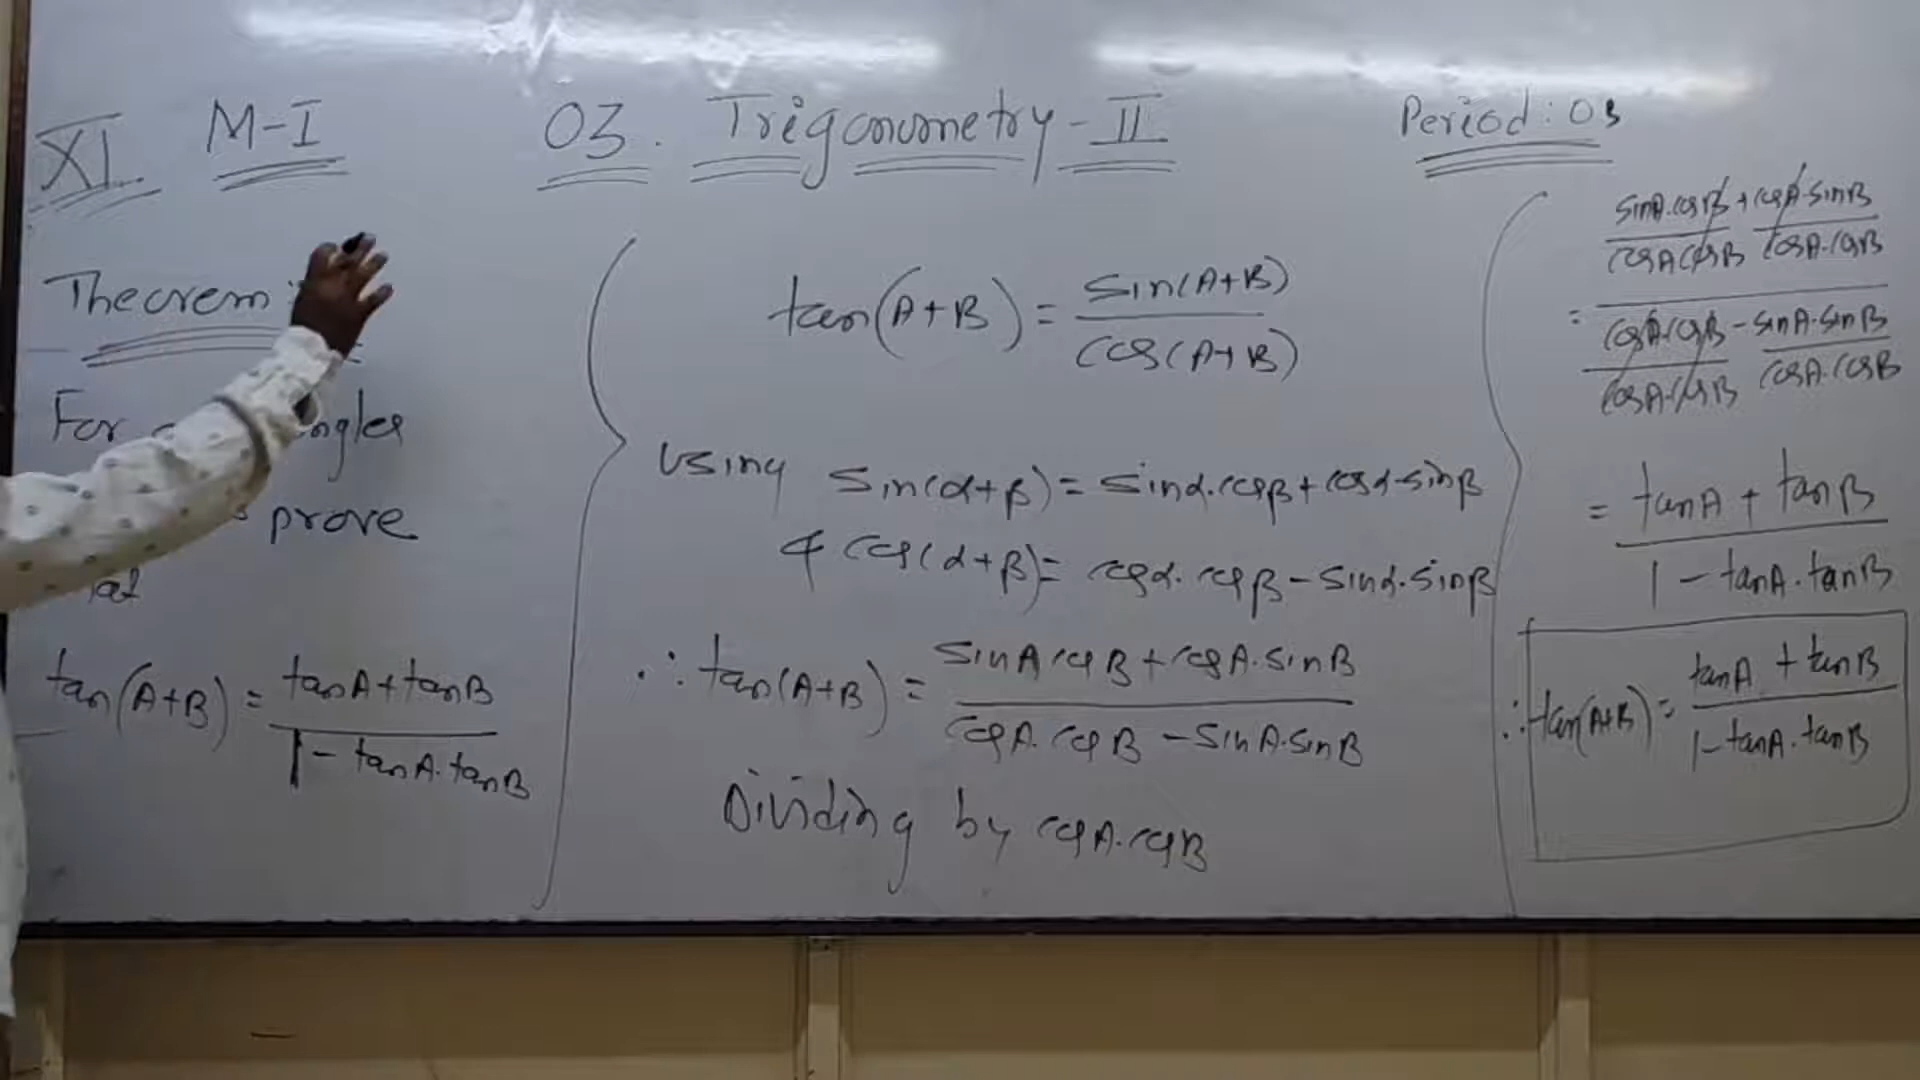 XI M-I 03. Trigonometry-II Period: 03
Theorem:
For ngles
prove
tan(A+B) = tanA+tanB / 1 - tanA.tanB
tan(A+B) = sin(A+B) / cos(A+B)
Using sin(α+β) = sinα.cosβ+cosα.sinβ
& cos(α+β) = cosα.cosβ-sinα.sinβ
∴ tan(A+B) = sinA cosB + cosA.sinB / cosA.cosB - sinA.sinB
Dividing by cosA.cosB
= (sinA.cosB / cosA cosB + cosA.sinB / cosA.cosB) / (cosA.cosB / cosA.cosB - sinA.sinB / cosA.cosB)
= tanA + tanB / 1 - tanA.tanB
∴ tan(A+B) = tanA + tanB / 1 - tanA.tanB